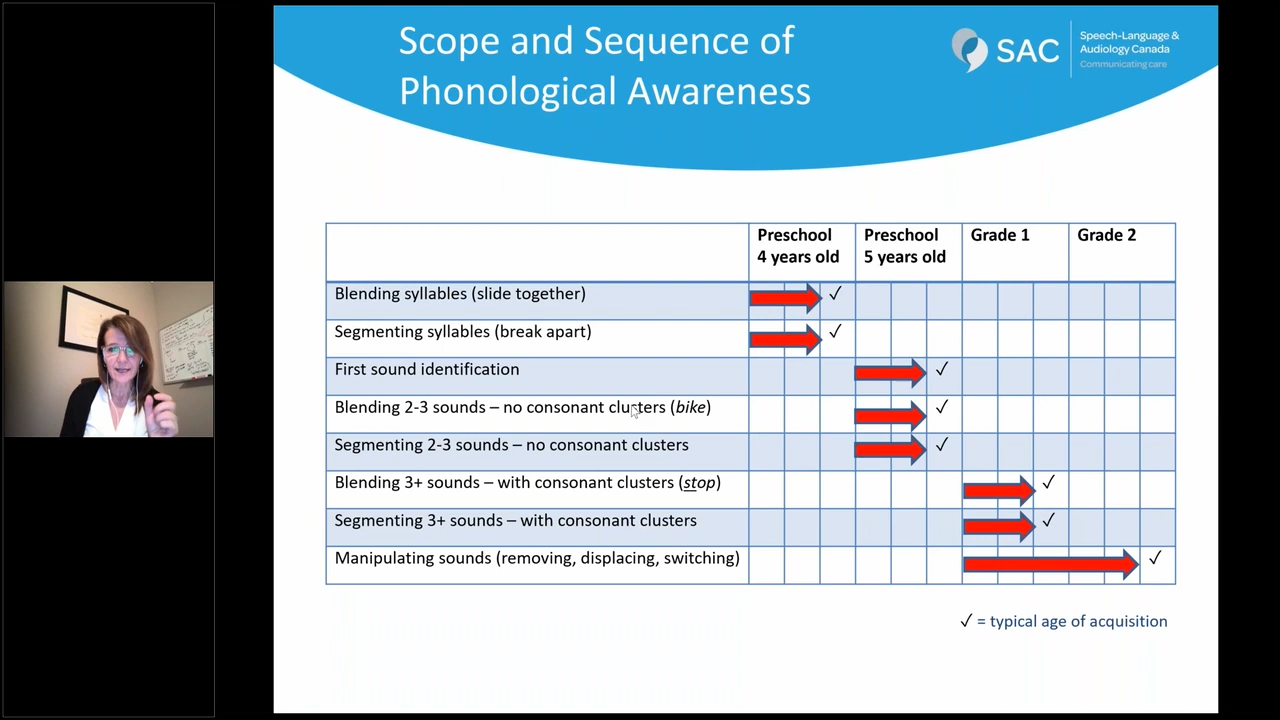 Scope and Sequence of
Phonological Awareness
SAC
Speech-Language &
Audiology Canada
Communicating care
Preschool
4 years old
Preschool
5 years old
Grade 1
Grade 2
Blending syllables (slide together) ✓
Segmenting syllables (break apart) ✓
First sound identification ✓
Blending 2-3 sounds – no consonant clusters (bike) ✓
Segmenting 2-3 sounds – no consonant clusters ✓
Blending 3+ sounds – with consonant clusters (stop) ✓
Segmenting 3+ sounds – with consonant clusters ✓
Manipulating sounds (removing, displacing, switching) ✓
✓ = typical age of acquisition